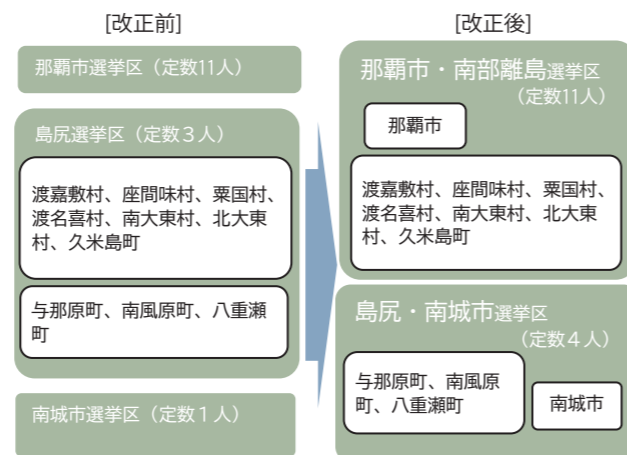 [改正前]
那覇市選挙区（定数11人）
島尻選挙区（定数３人）
渡嘉敷村、座間味村、粟国村、
渡名喜村、南大東村、北大東
村、久米島町
与那原町、南風原町、八重瀬
町
南城市選挙区（定数１人）
[改正後]
那覇市・南部離島選挙区
（定数11人）
那覇市
渡嘉敷村、座間味村、粟国村、
渡名喜村、南大東村、北大東
村、久米島町
島尻・南城市選挙区
（定数４人）
与那原町、南風原
町、八重瀬町
南城市